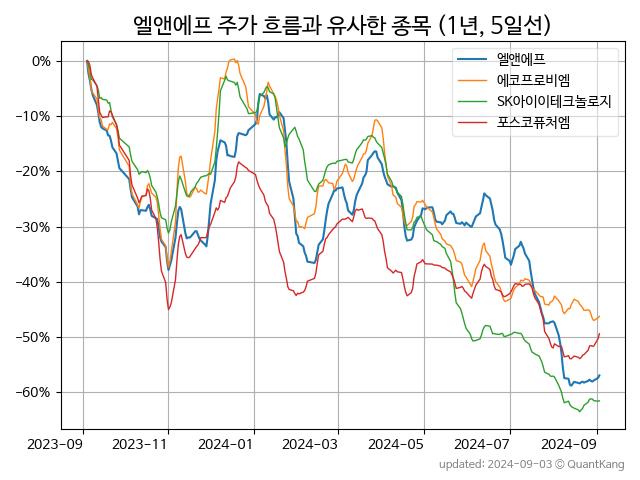 엘앤에프 주가 흐름과 유사한 종목 (1년, 5일선)
엘앤에프
에코프로비엠
SK아이이테크놀로지
포스코퓨처엠
0%
−10%
−20%
−30%
−40%
−50%
−60%
2023-09 2023-11 2024-01 2024-03 2024-05 2024-07 2024-09
updated: 2024-09-03 © QuantKang